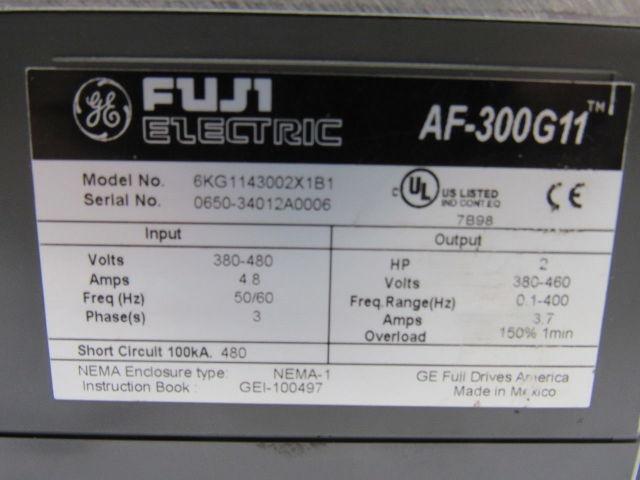 GE FUJI ELECTRIC AF-300G11™
Model No. 6KG1143002X1B1
Serial No. 0650-34012A0006
C UL US LISTED IND CONT EQ 7B98 CE
Input
Volts 380-480
Amps 4.8
Freq (Hz) 50/60
Phase(s) 3
Output
HP 2
Volts 380-460
Freq.Range(Hz) 0.1-400
Amps 3.7
Overload 150% 1min
Short Circuit 100kA. 480
NEMA Enclosure type: NEMA-1
Instruction Book : GEI-100497
GE Fuji Drives America
Made in Mexico